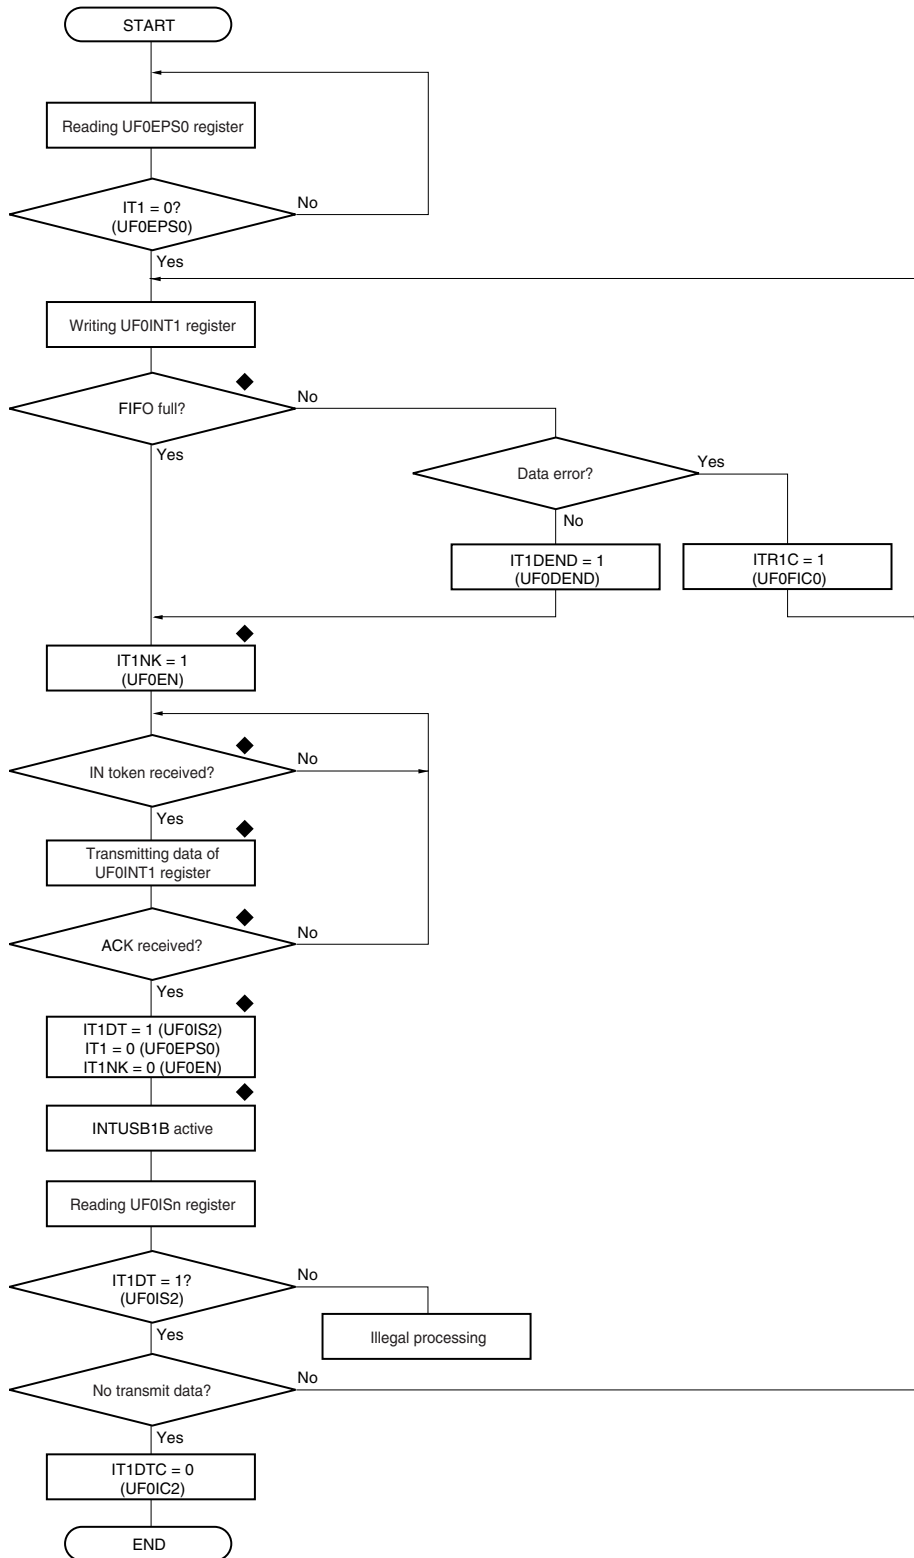 START
Reading UF0EPS0 register
IT1 = 0?
(UF0EPS0)
No
Yes
Writing UF0INT1 register
FIFO full?
No
Yes
Data error?
Yes
No
IT1DEND = 1
(UF0DEND)
ITR1C = 1
(UF0FIC0)
IT1NK = 1
(UF0EN)
IN token received?
No
Yes
Transmitting data of
UF0INT1 register
ACK received?
No
Yes
IT1DT = 1 (UF0IS2)
IT1 = 0 (UF0EPS0)
IT1NK = 0 (UF0EN)
INTUSB1B active
Reading UF0ISn register
IT1DT = 1?
(UF0IS2)
No
Illegal processing
Yes
No transmit data?
No
Yes
IT1DTC = 0
(UF0IC2)
END